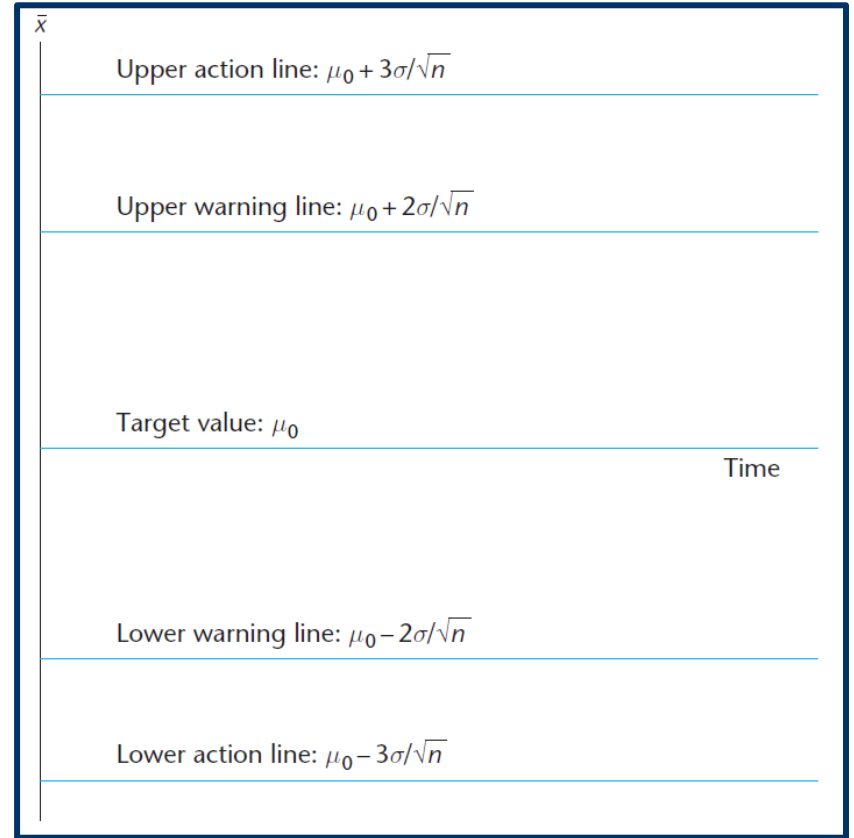 x̄
Upper action line: μ₀ + 3σ/√n
Upper warning line: μ₀ + 2σ/√n
Target value: μ₀
Time
Lower warning line: μ₀ – 2σ/√n
Lower action line: μ₀ – 3σ/√n